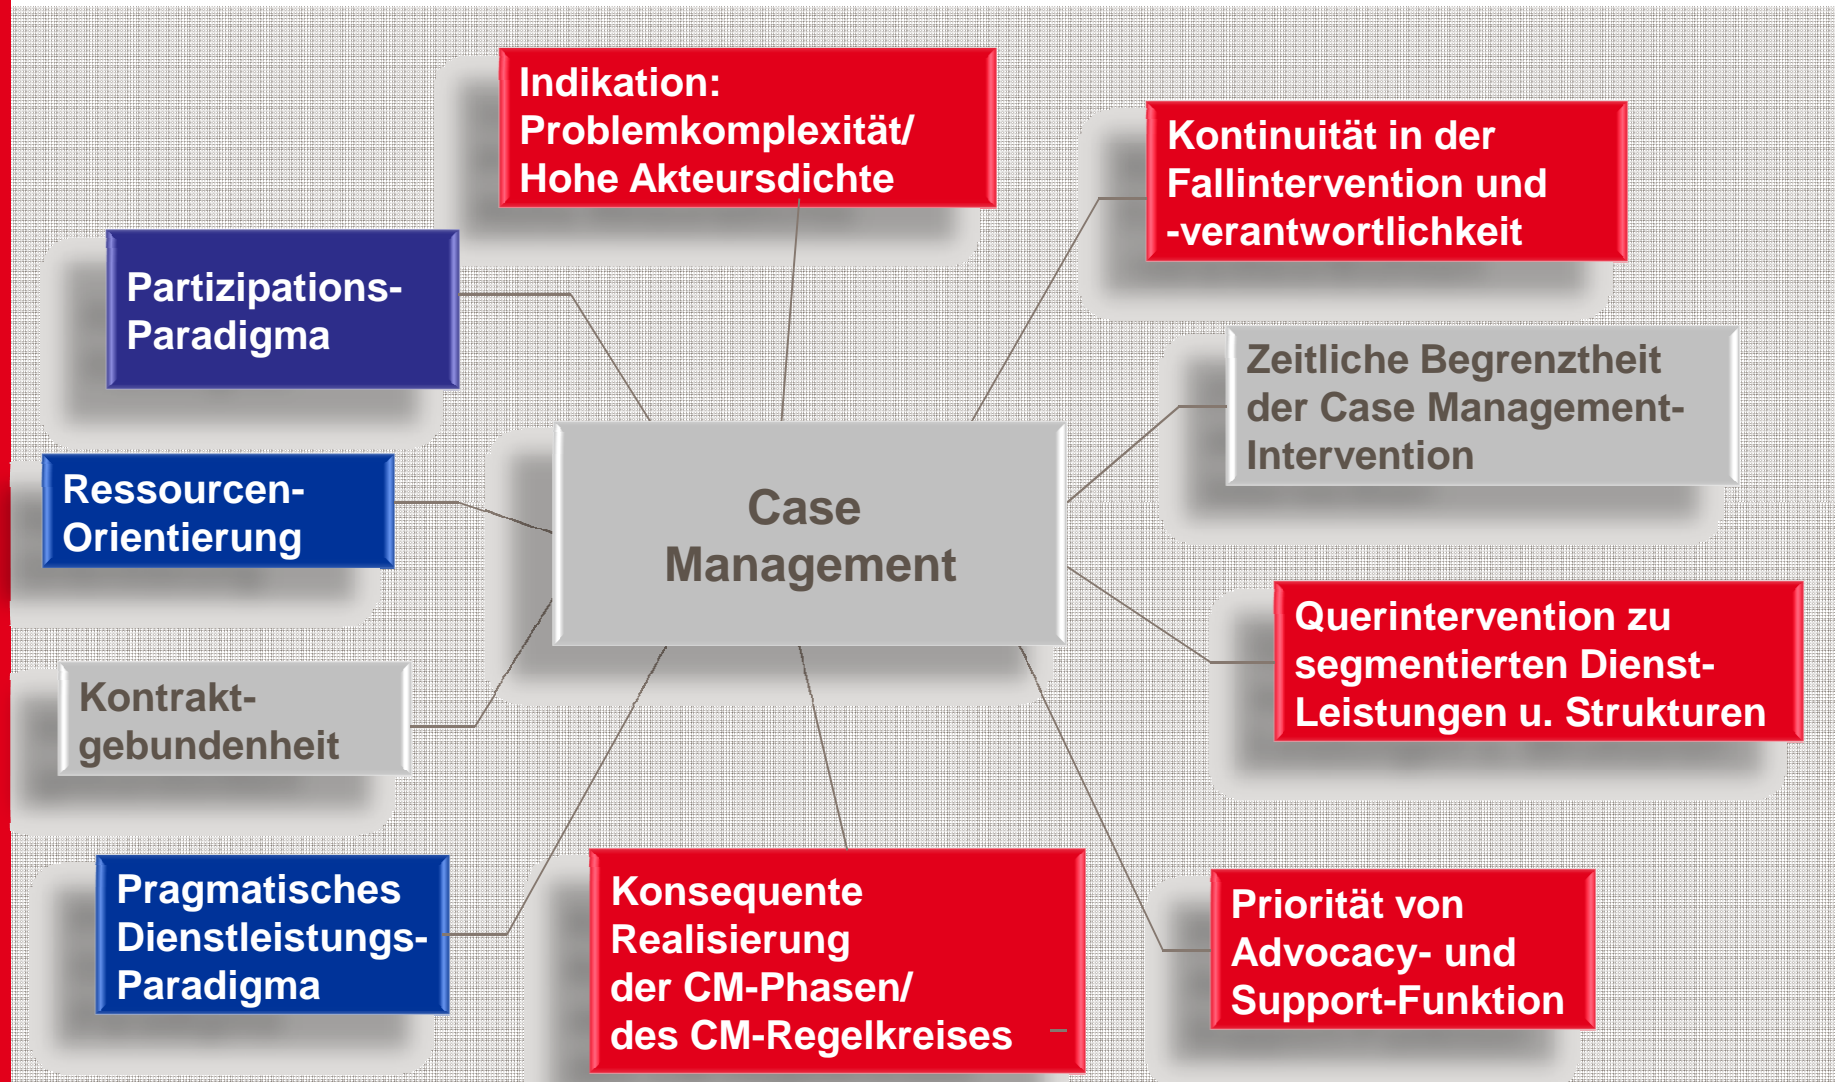 Indikation:
Problemkomplexität/
Hohe Akteursdichte
Kontinuität in der
Fallintervention und
-verantwortlichkeit
Partizipations-
Paradigma
Zeitliche Begrenztheit
der Case Management-
Intervention
Ressourcen-
Orientierung
Case
Management
Querintervention zu
segmentierten Dienst-
Leistungen u. Strukturen
Kontrakt-
gebundenheit
Pragmatisches
Dienstleistungs-
Paradigma
Konsequente
Realisierung
der CM-Phasen/
des CM-Regelkreises
Priorität von
Advocacy- und
Support-Funktion